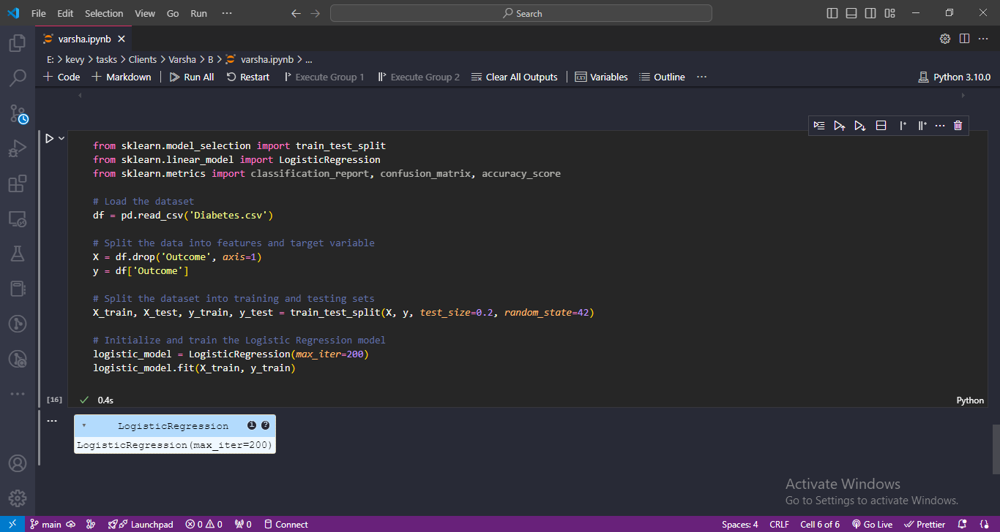 File Edit Selection View Go Run ... Search
varsha.ipynb
E: > kevy > tasks > Clients > Varsha > B > varsha.ipynb > ...
+ Code + Markdown | Run All Restart Execute Group 1 Execute Group 2 Clear All Outputs | Variables Outline ... Python 3.10.0
from sklearn.model_selection import train_test_split
from sklearn.linear_model import LogisticRegression
from sklearn.metrics import classification_report, confusion_matrix, accuracy_score
# Load the dataset
df = pd.read_csv('Diabetes.csv')
# Split the data into features and target variable
X = df.drop('Outcome', axis=1)
y = df['Outcome']
# Split the dataset into training and testing sets
X_train, X_test, y_train, y_test = train_test_split(X, y, test_size=0.2, random_state=42)
# Initialize and train the Logistic Regression model
logistic_model = LogisticRegression(max_iter=200)
logistic_model.fit(X_train, y_train)
[16] 0.4s Python
LogisticRegression i ?
LogisticRegression(max_iter=200)
Activate Windows
Go to Settings to activate Windows.
main Launchpad 0 0 0 Connect Spaces: 4 CRLF Cell 6 of 6 Go Live Prettier